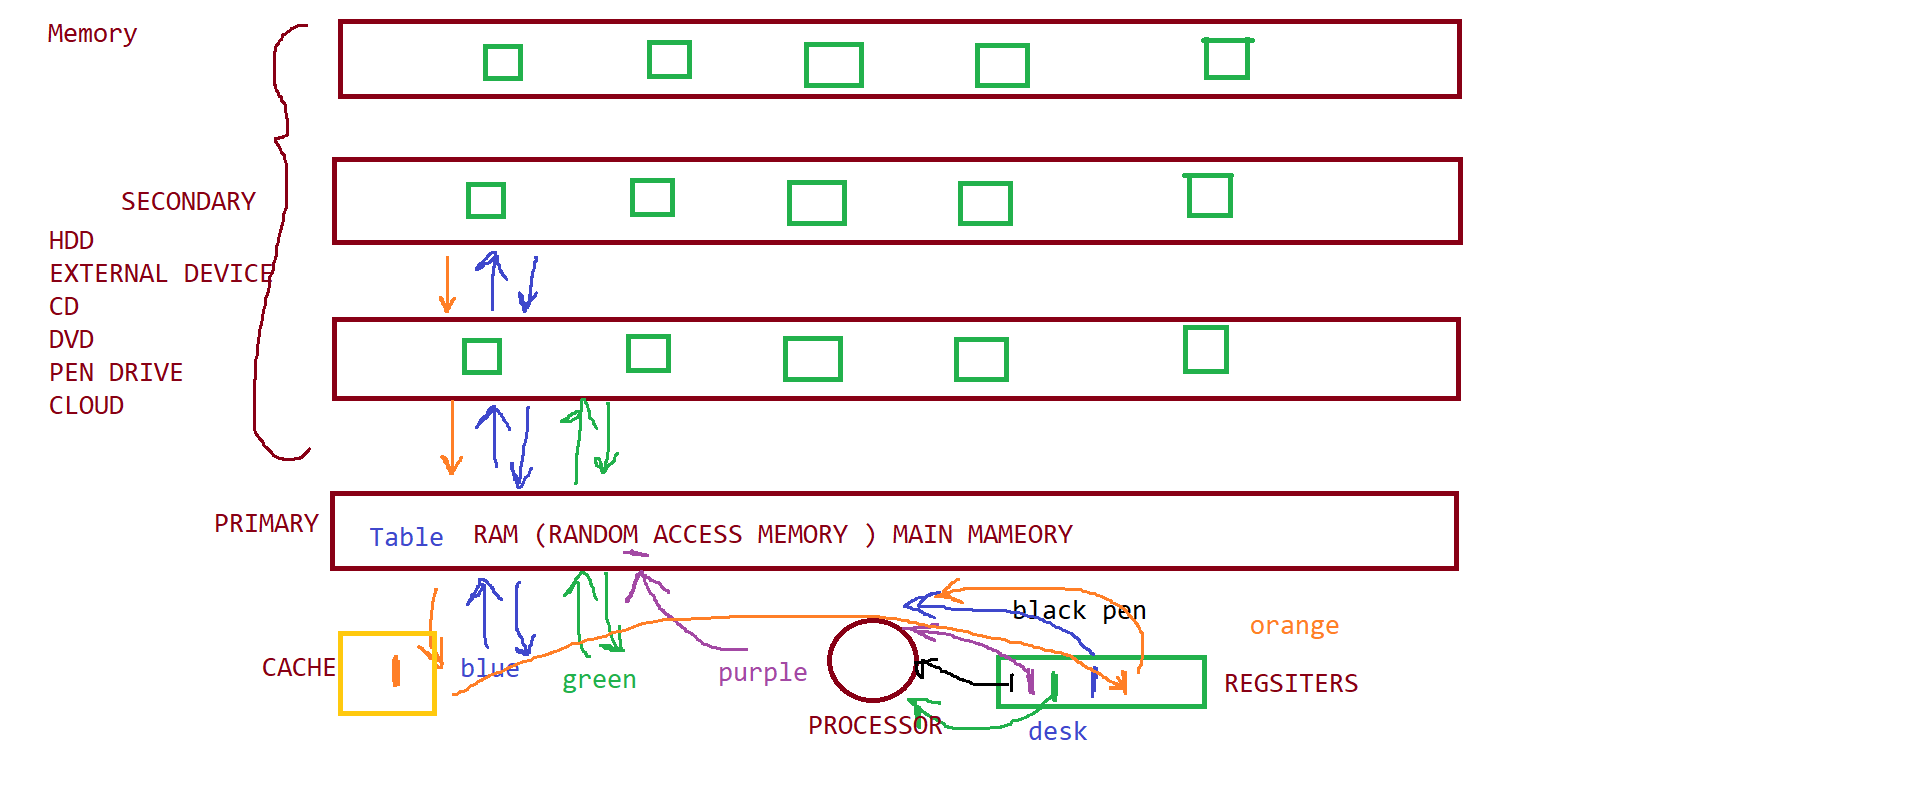 Memory
SECONDARY
HDD
EXTERNAL DEVICE
CD
DVD
PEN DRIVE
CLOUD
PRIMARY
Table RAM (RANDOM ACCESS MEMORY ) MAIN MAMEORY
black pen
orange
CACHE
blue
green
purple
REGSITERS
PROCESSOR
desk